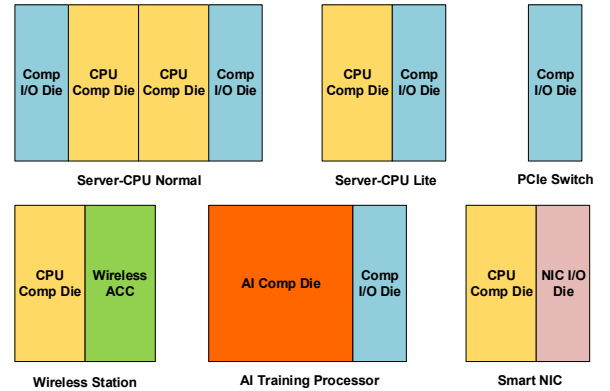 Comp
I/O Die
CPU
Comp Die
CPU
Comp Die
Comp
I/O Die
Server-CPU Normal
CPU
Comp Die
Comp
I/O Die
Server-CPU Lite
Comp
I/O Die
PCIe Switch
CPU
Comp Die
Wireless
ACC
Wireless Station
AI Comp Die
Comp
I/O Die
AI Training Processor
CPU
Comp Die
NIC I/O
Die
Smart NIC